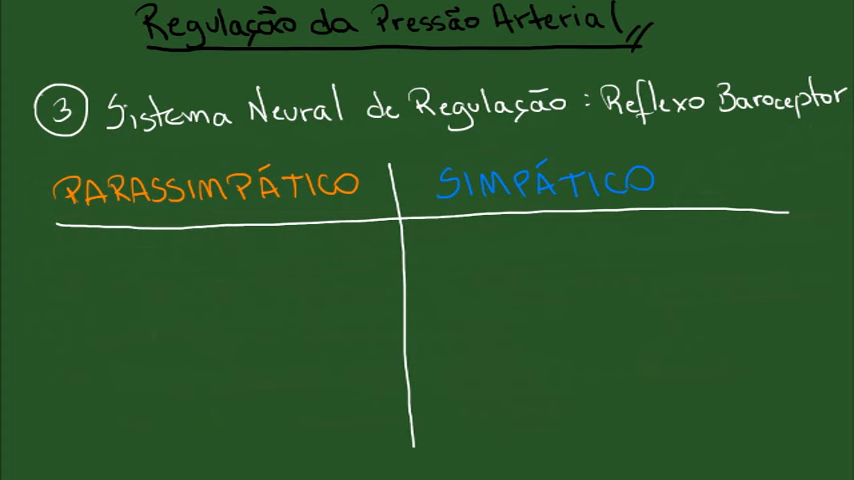 Regulação da Pressão Arterial
3 Sistema Neural de Regulação: Reflexo Baroceptor
PARASSIMPÁTICO SIMPÁTICO